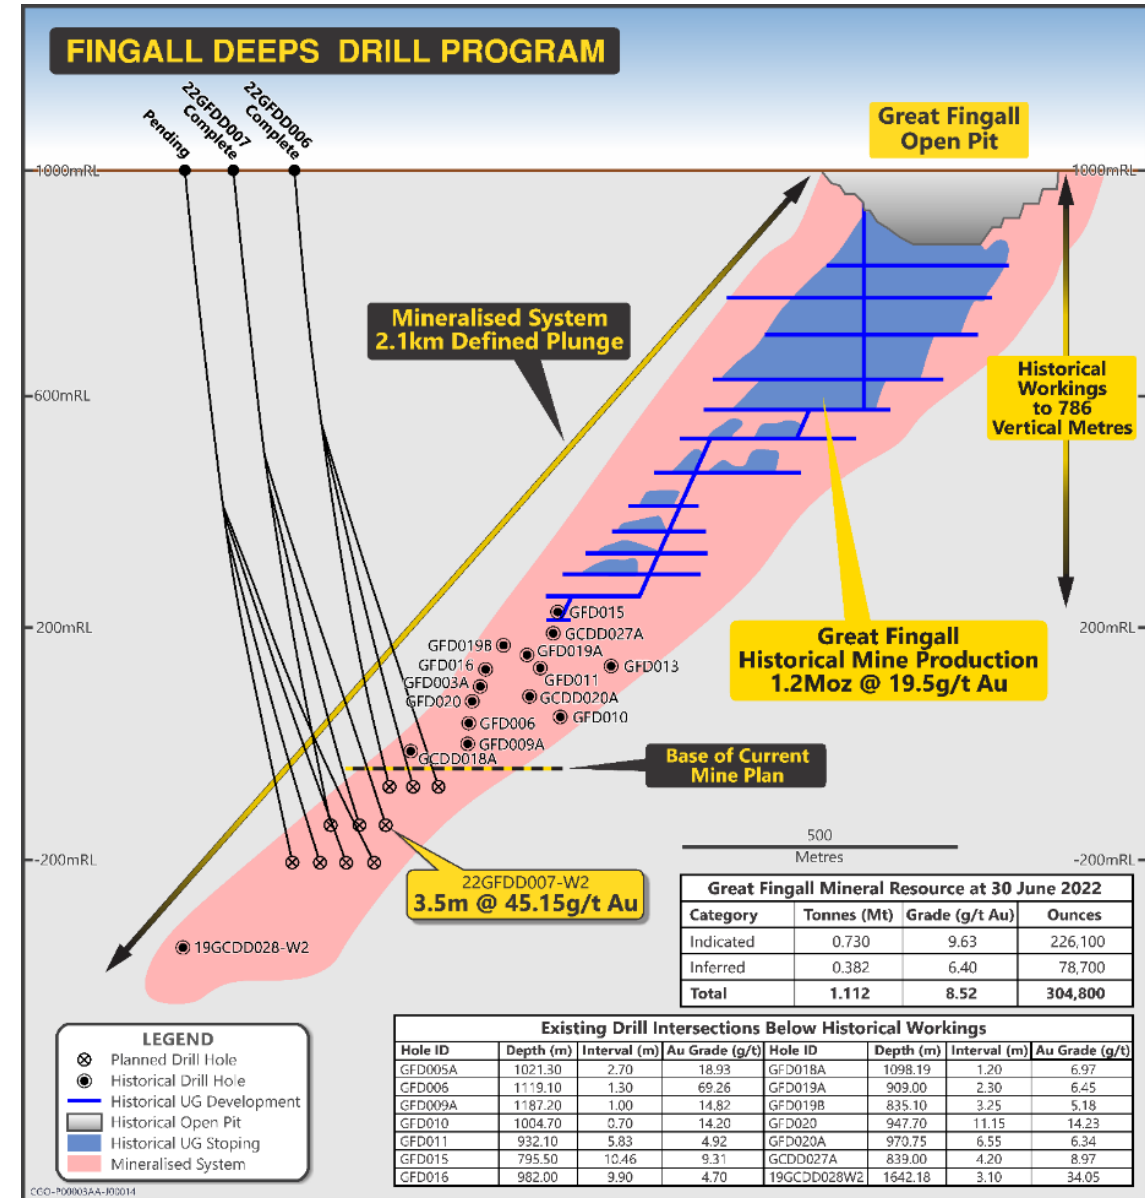 FINGALL DEEPS DRILL PROGRAM
Pending
22GFDD007
Complete
22GFDD006
Complete
Great Fingall
Open Pit
1000mRL
1000mRL
Mineralised System
2.1km Defined Plunge
Historical
Workings
to 786
Vertical Metres
600mRL
GFD015
GCDD027A
GFD019B
GFD019A
GFD016
GFD013
GFD003A
GFD011
GFD020
GCDD020A
GFD006
GFD010
GFD009A
GCDD018A
200mRL
200mRL
Great Fingall
Historical Mine Production
1.2Moz @ 19.5g/t Au
Base of Current
Mine Plan
-200mRL
-200mRL
500
Metres
22GFDD007-W2
3.5m @ 45.15g/t Au
19GCDD028-W2
Great Fingall Mineral Resource at 30 June 2022
Category Tonnes (Mt) Grade (g/t Au) Ounces
Indicated 0.730 9.63 226,100
Inferred 0.382 6.40 78,700
Total 1.112 8.52 304,800
LEGEND
Planned Drill Hole
Historical Drill Hole
Historical UG Development
Historical Open Pit
Historical UG Stoping
Mineralised System
Existing Drill Intersections Below Historical Workings
Hole ID Depth (m) Interval (m) Au Grade (g/t) Hole ID Depth (m) Interval (m) Au Grade (g/t)
GFD005A 1021.30 2.70 18.93 GFD018A 1098.19 1.20 6.97
GFD006 1119.10 1.30 69.26 GFD019A 909.00 2.30 6.45
GFD009A 1187.20 1.00 14.82 GFD019B 835.10 3.25 5.18
GFD010 1004.70 0.70 14.20 GFD020 947.70 11.15 14.23
GFD011 932.10 5.83 4.92 GFD020A 970.75 6.55 6.34
GFD015 795.50 10.46 9.31 GCDD027A 839.00 4.20 8.97
GFD016 982.00 9.90 4.70 19GCDD028W2 1642.18 3.10 34.05
CGO-P00003AA-J00014